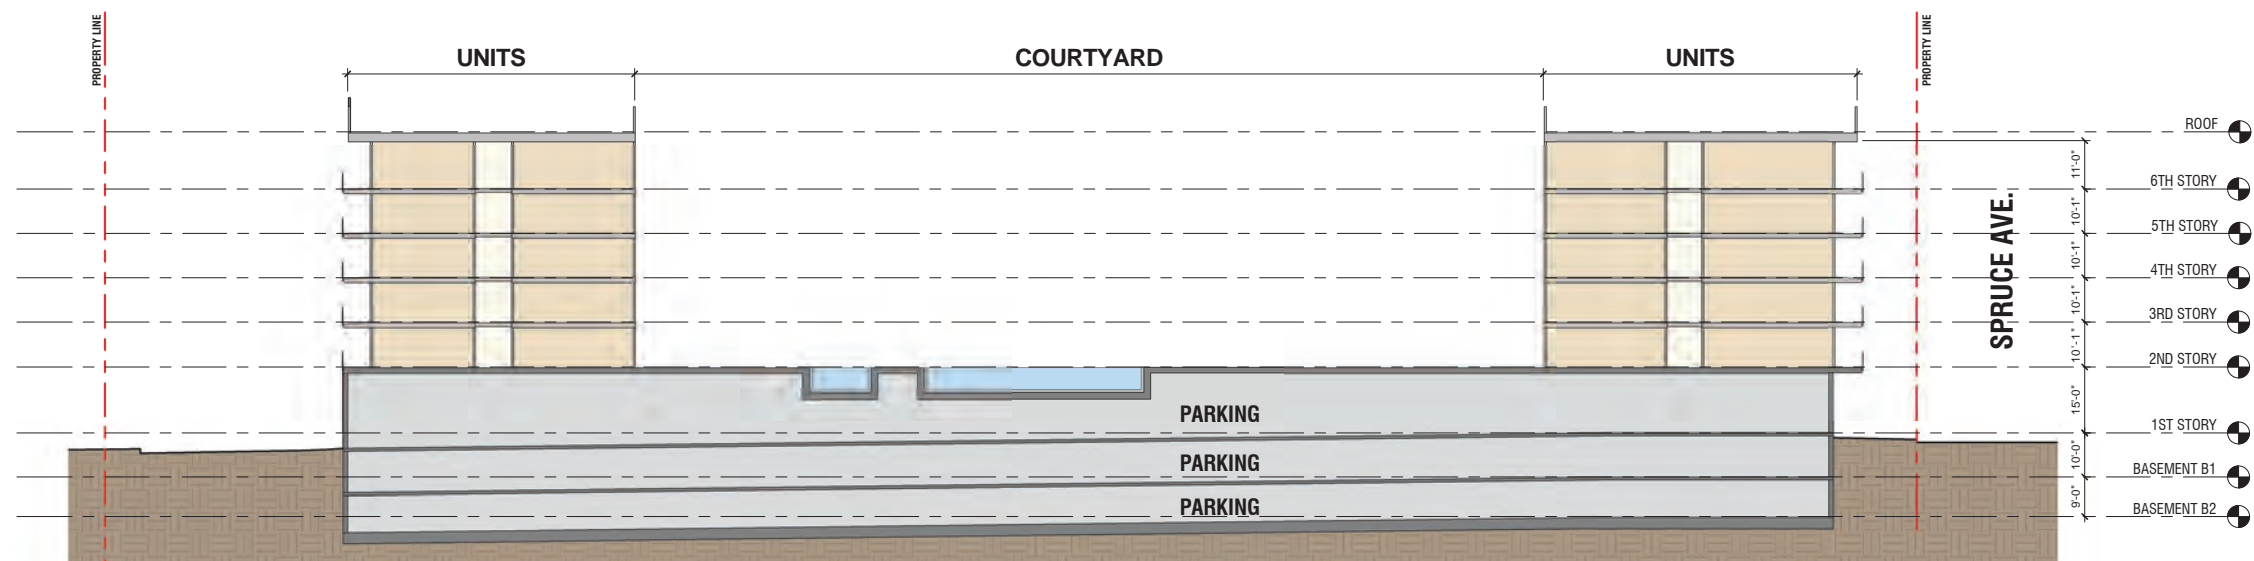 PROPERTY LINE
UNITS
COURTYARD
UNITS
PROPERTY LINE
ROOF
11'-0"
6TH STORY
10'-1"
5TH STORY
10'-1"
4TH STORY
10'-1"
3RD STORY
10'-1"
2ND STORY
SPRUCE AVE.
15'-0"
PARKING
1ST STORY
10'-0"
PARKING
BASEMENT B1
9'-0"
PARKING
BASEMENT B2